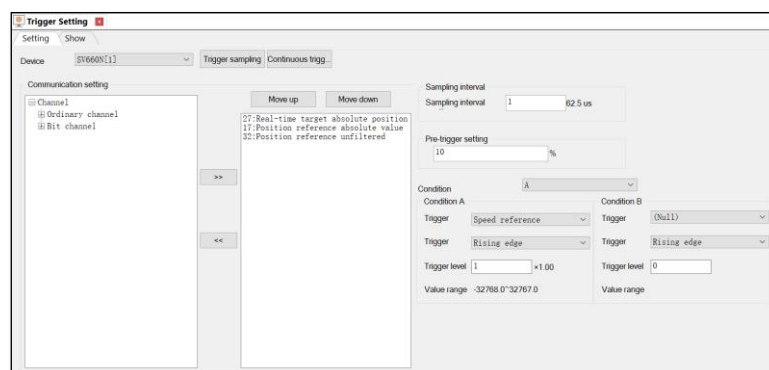 Trigger Setting
Setting Show
Device SV660N[1] Trigger sampling Continuous trigg...
Communication setting
Channel
Ordinary channel
Bit channel
>>
<<
Move up Move down
27:Real-time target absolute position
17:Position reference absolute value
32:Position reference unfiltered
Sampling interval
Sampling interval 1 62.5 us
Pre-trigger setting
10 %
Condition A
Condition A Condition B
Trigger Speed reference Trigger (Null)
Trigger Rising edge Trigger Rising edge
Trigger level 1 ×1.00 Trigger level 0
Value range -32768.0~32767.0 Value range